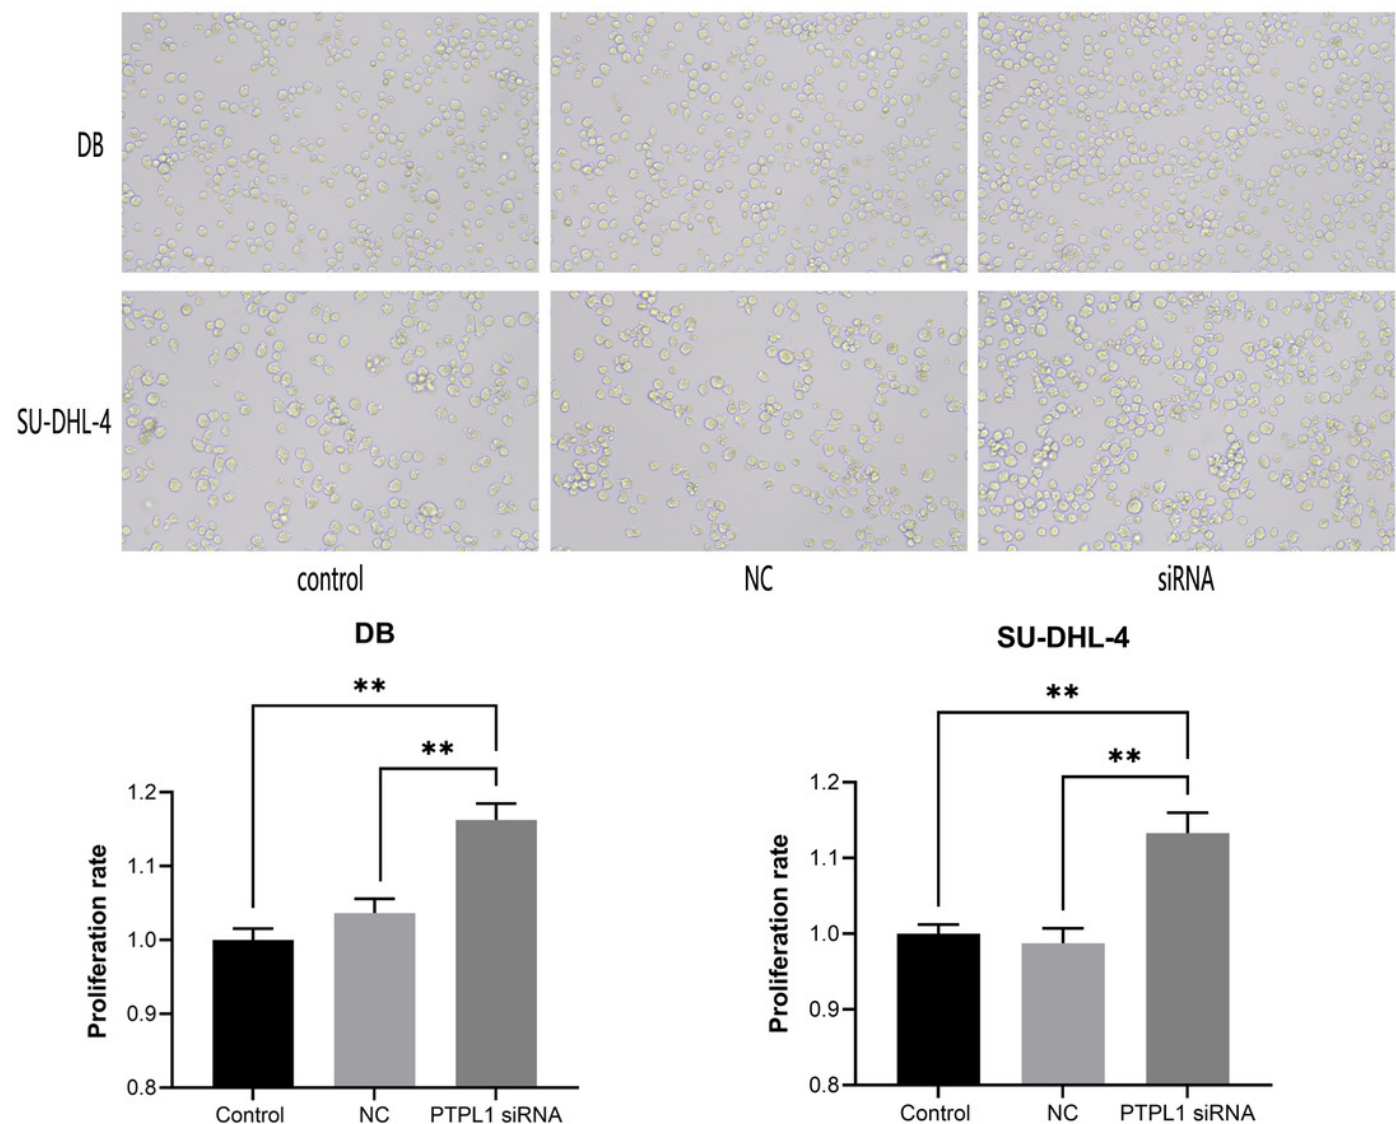 DB
SU-DHL-4
control NC siRNA
DB
**
**
Proliferation rate
1.2
1.1
1.0
0.9
0.8
Control NC PTPL1 siRNA
SU-DHL-4
**
**
Proliferation rate
1.2
1.1
1.0
0.9
0.8
Control NC PTPL1 siRNA